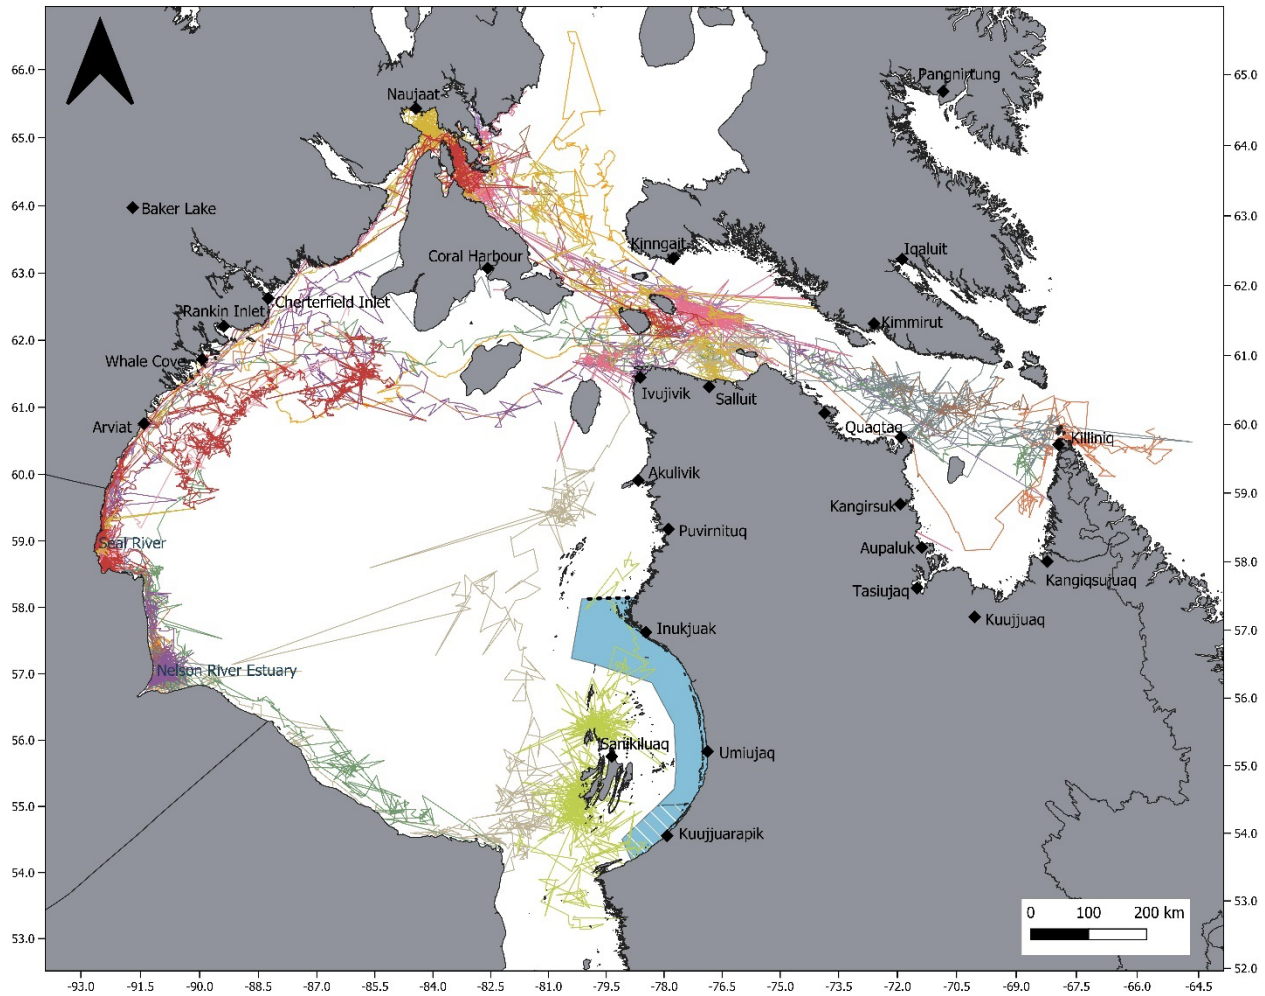 66.0
65.0
64.0
63.0
62.0
61.0
60.0
59.0
58.0
57.0
56.0
55.0
54.0
53.0
Naujaat
Pangnirtung
65.0
64.0
63.0
62.0
61.0
60.0
59.0
58.0
57.0
56.0
55.0
54.0
53.0
52.0
Baker Lake
Kinngait
Iqaluit
Coral Harbour
Cherterfield Inlet
Rankin Inlet
Kimmirut
Whale Cove
Ivujivik
Salluit
Arviat
Quaqtaq
Killiniq
Akulivik
Kangirsuk
Puvirnituq
Seal River
Aupaluk
Kangiqsujuaq
Tasiujaq
Inukjuak
Kuujjuaq
Nelson River Estuary
Sanikiluaq
Umiujaq
Kuujjuarapik
0 100 200 km
-93.0 -91.5 -90.0 -88.5 -87.0 -85.5 -84.0 -82.5 -81.0 -79.5 -78.0 -76.5 -75.0 -73.5 -72.0 -70.5 -69.0 -67.5 -66.0 -64.5